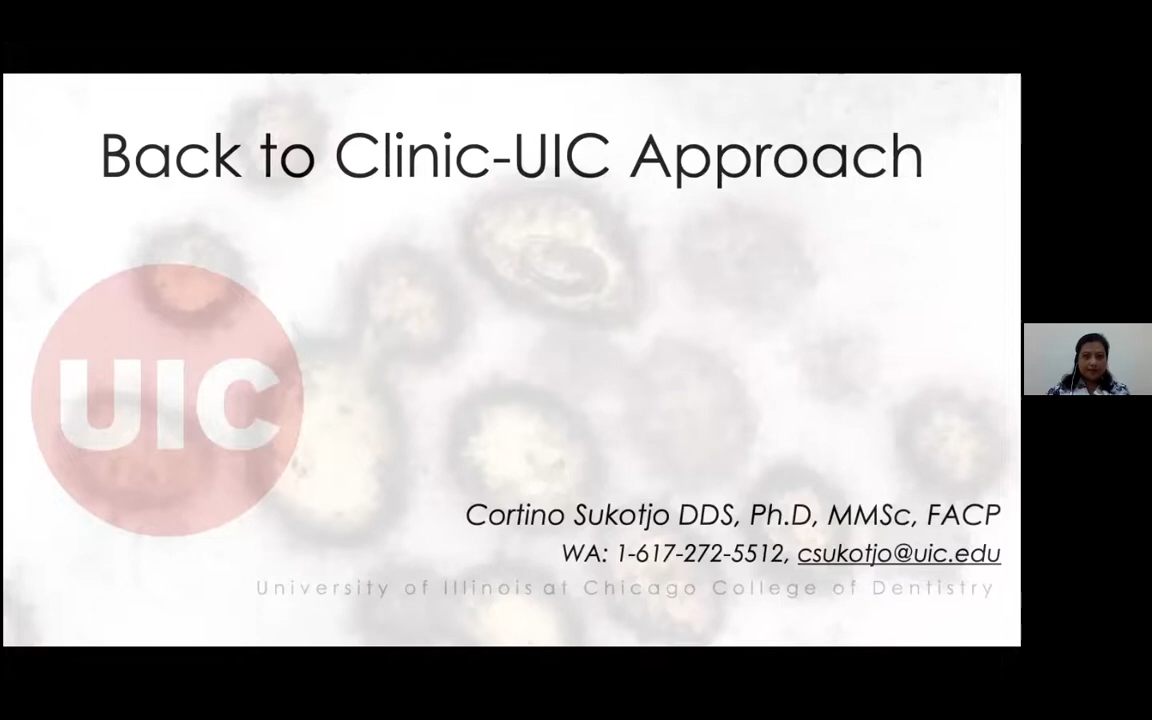 Back to Clinic-UIC Approach
UIC
Cortino Sukotjo DDS, Ph.D, MMSc, FACP
WA: 1-617-272-5512, csukotjo@uic.edu
University of Illinois at Chicago College of Dentistry